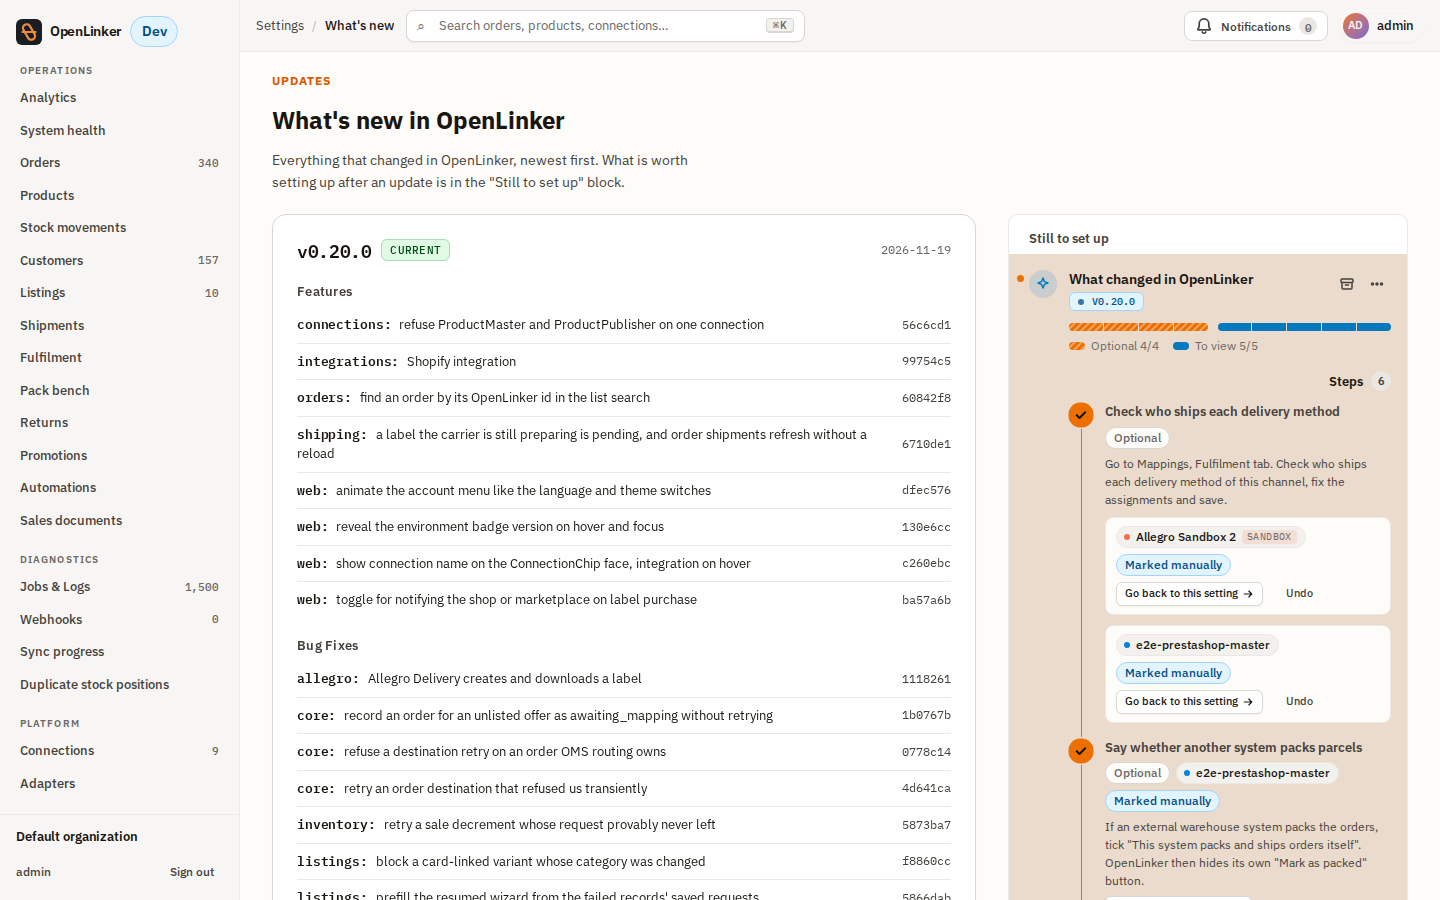 OpenLinker
Dev
OPERATIONS
Analytics
System health
Orders 340
Products
Stock movements
Customers 157
Listings 10
Shipments
Fulfilment
Pack bench
Returns
Promotions
Automations
Sales documents
DIAGNOSTICS
Jobs & Logs 1,500
Webhooks 0
Sync progress
Duplicate stock positions
PLATFORM
Connections 9
Adapters
Default organization
admin Sign out
Settings / What's new
Search orders, products, connections... ⌘K
Notifications 0
AD admin
UPDATES
What's new in OpenLinker
Everything that changed in OpenLinker, newest first. What is worth
setting up after an update is in the "Still to set up" block.
v0.20.0 CURRENT 2026-11-19
Features
connections: refuse ProductMaster and ProductPublisher on one connection 56c6cd1
integrations: Shopify integration 99754c5
orders: find an order by its OpenLinker id in the list search 60842f8
shipping: a label the carrier is still preparing is pending, and order shipments refresh without a
reload 6710de1
web: animate the account menu like the language and theme switches dfec576
web: reveal the environment badge version on hover and focus 130e6cc
web: show connection name on the ConnectionChip face, integration on hover c260ebc
web: toggle for notifying the shop or marketplace on label purchase ba57a6b
Bug Fixes
allegro: Allegro Delivery creates and downloads a label 1118261
core: record an order for an unlisted offer as awaiting_mapping without retrying 1b0767b
core: refuse a destination retry on an order OMS routing owns 0778c14
core: retry an order destination that refused us transiently 4d641ca
inventory: retry a sale decrement whose request provably never left 5873ba7
listings: block a card-linked variant whose category was changed f8860cc
listings: prefill the resumed wizard from the failed records' saved requests 5866dab
Still to set up
What changed in OpenLinker
V0.20.0
Optional 4/4 To view 5/5
Steps 6
Check who ships each delivery method
Optional
Go to Mappings, Fulfilment tab. Check who ships
each delivery method of this channel, fix the
assignments and save.
Allegro Sandbox 2 SANDBOX
Marked manually
Go back to this setting → Undo
e2e-prestashop-master
Marked manually
Go back to this setting → Undo
Say whether another system packs parcels
Optional e2e-prestashop-master
Marked manually
If an external warehouse system packs the orders,
tick "This system packs and ships orders itself".
OpenLinker then hides its own "Mark as packed"
button.